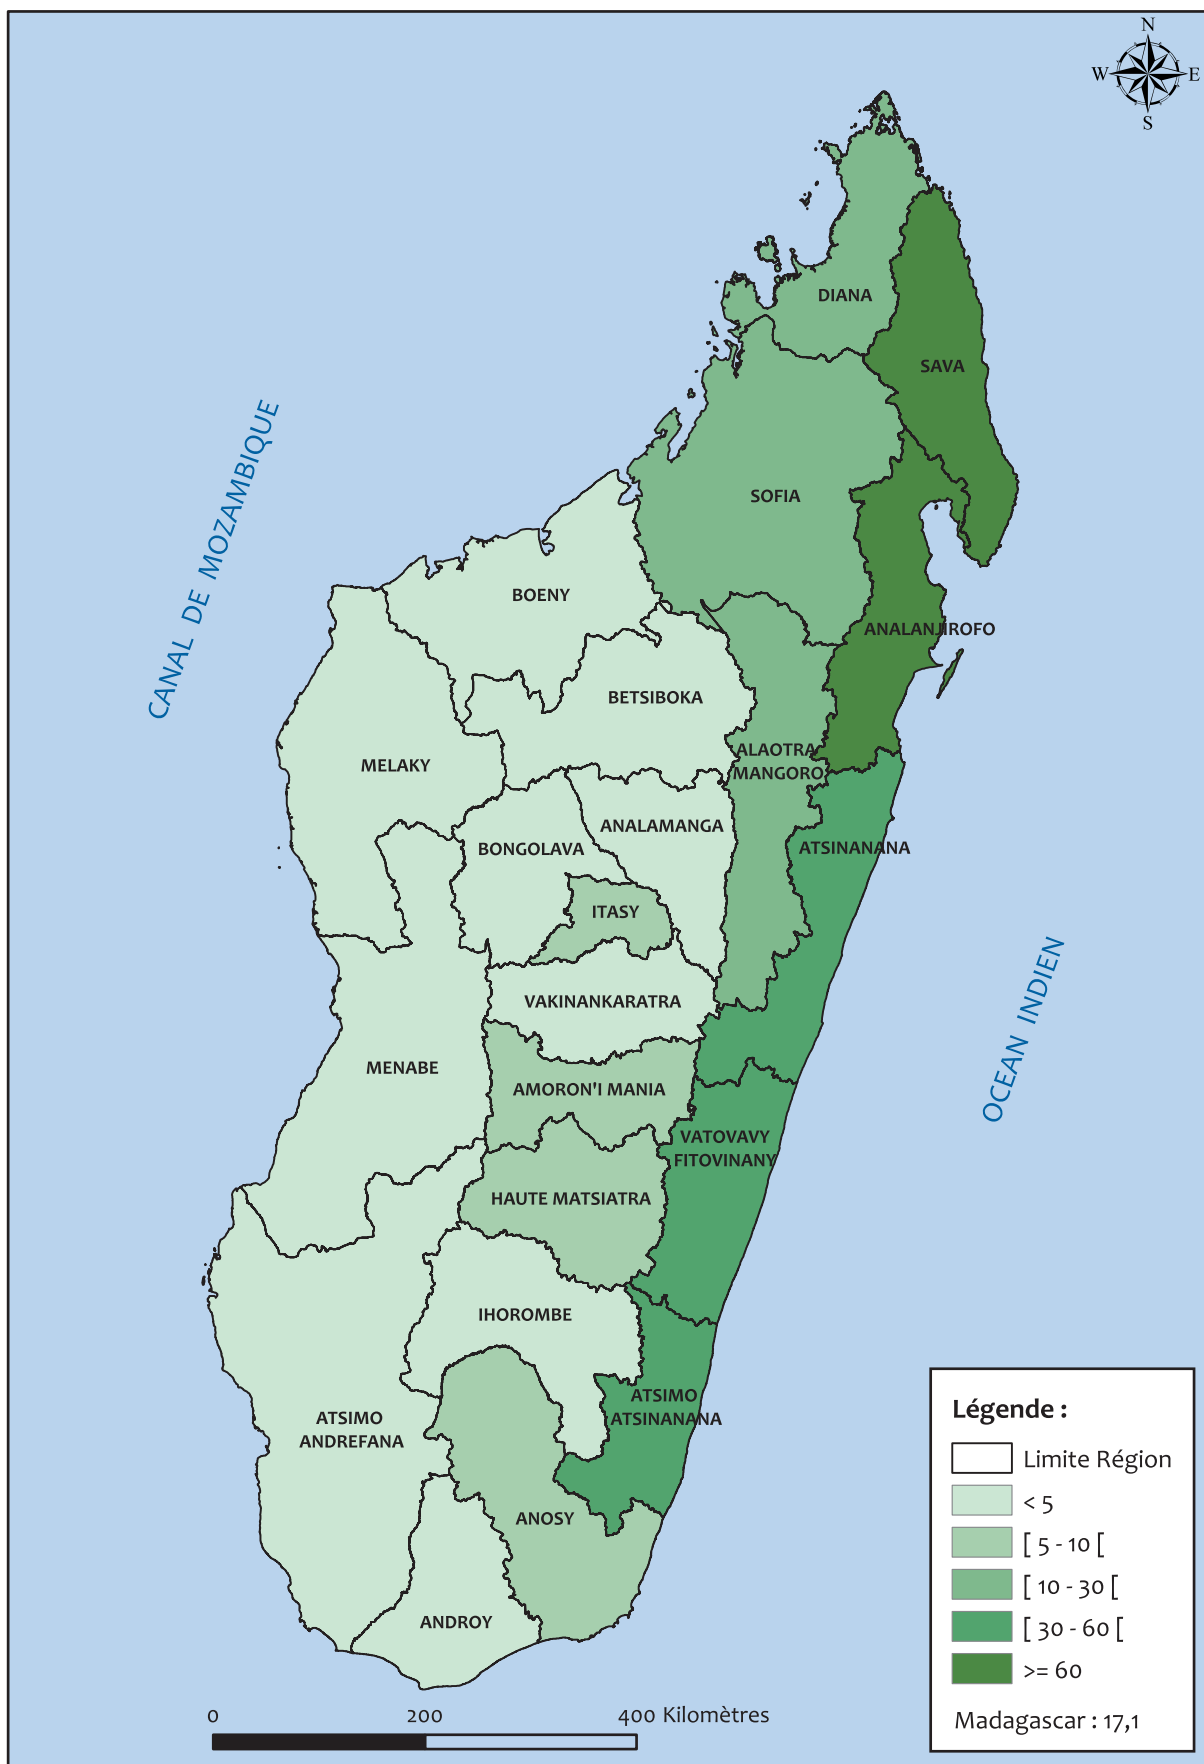 N
W E
S
DIANA
SAVA
CANAL DE MOZAMBIQUE
SOFIA
BOENY
ANALANJIROFO
BETSIBOKA
MELAKY
ALAOTRA
MANGORO
ANALAMANGA
BONGOLAVA
ATSINANANA
ITASY
VAKINANKARATRA
OCEAN INDIEN
MENABE
AMORON'I MANIA
VATOVAVY
FITOVINANY
HAUTE MATSIATRA
IHOROMBE
ATSIMO
ATSINANANA
ATSIMO
ANDREFANA
ANOSY
ANDROY
Légende :
Limite Région
< 5
[ 5 - 10 [
[ 10 - 30 [
[ 30 - 60 [
>= 60
Madagascar : 17,1
0 200 400 Kilomètres